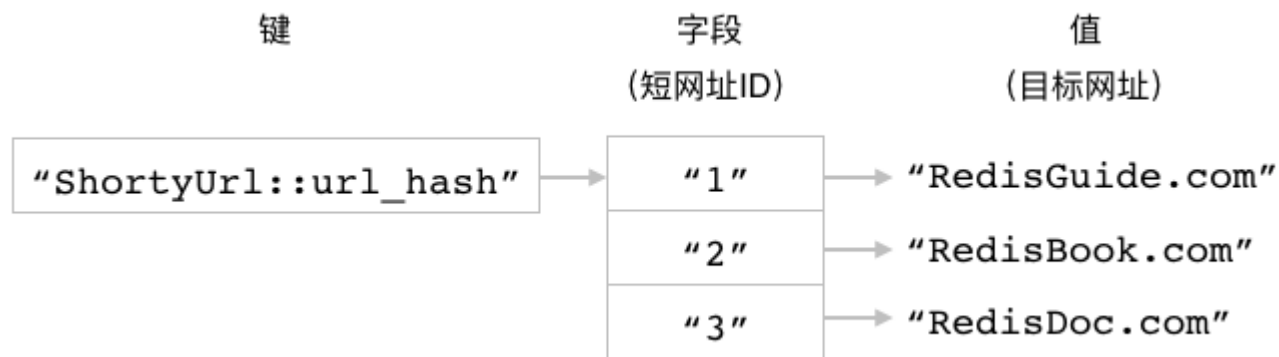 键 字段 值
(短网址ID) (目标网址)
“ShortyUrl::url_hash” “1” “RedisGuide.com”
“2” “RedisBook.com”
“3” “RedisDoc.com”